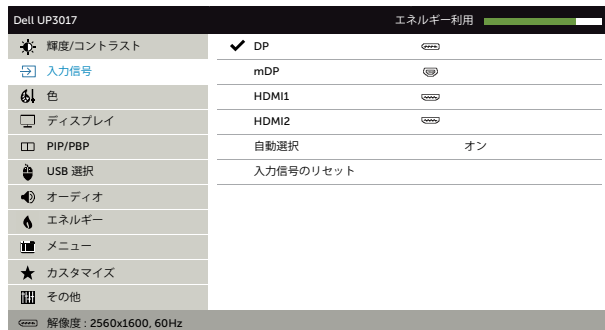 Dell UP3017 エネルギー利用
輝度/コントラスト DP
入力信号 mDP
色 HDMI1
ディスプレイ HDMI2
PIP/PBP 自動選択 オン
USB 選択 入力信号のリセット
オーディオ
エネルギー
メニュー
カスタマイズ
その他
解像度 : 2560x1600, 60Hz